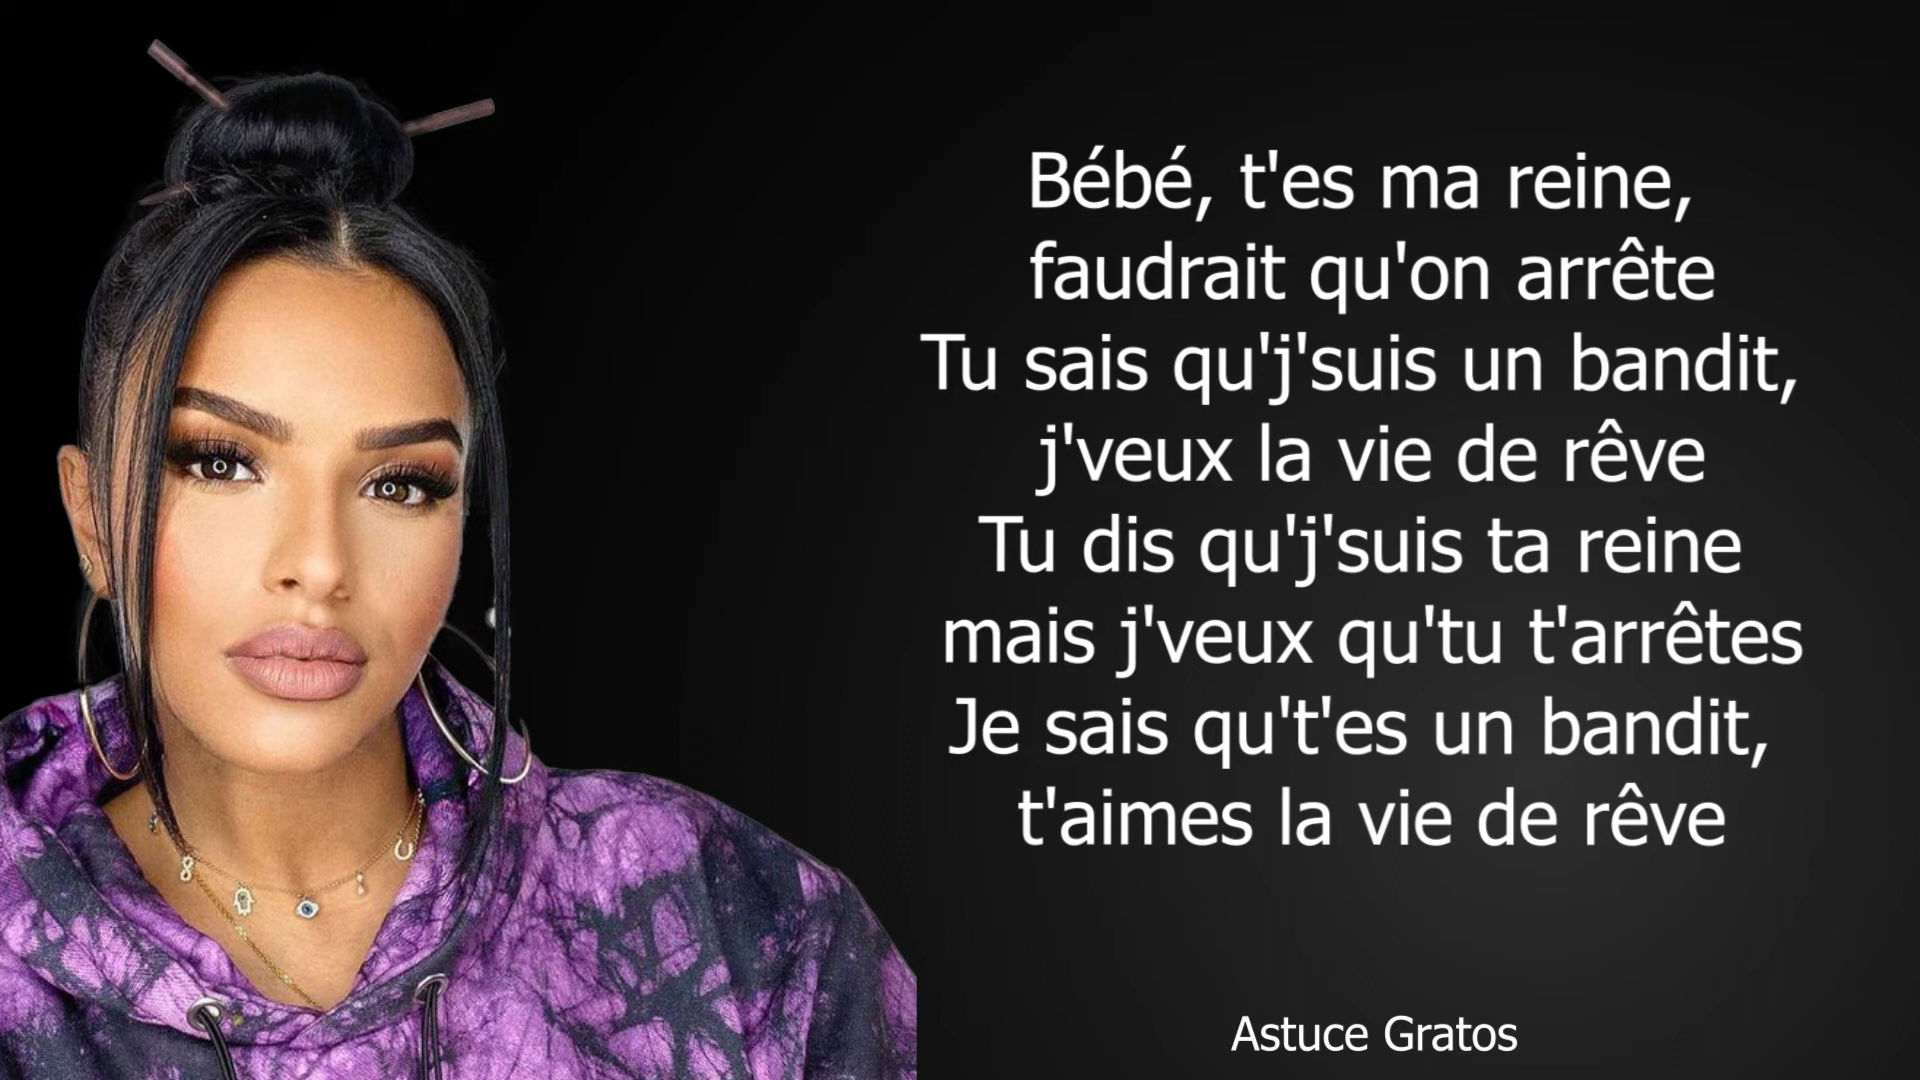 Bébé, t'es ma reine,
faudrait qu'on arrête
Tu sais qu'j'suis un bandit,
j'veux la vie de rêve
Tu dis qu'j'suis ta reine
mais j'veux qu'tu t'arrêtes
Je sais qu't'es un bandit,
t'aimes la vie de rêve
Astuce Gratos